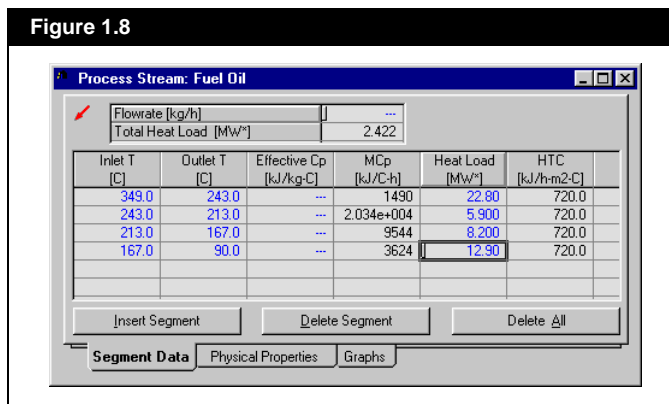 Figure 1.8
Process Stream: Fuel Oil
Flowrate [kg/h] ---
Total Heat Load [MW*] 2.422
Inlet T Outlet T Effective Cp MCp Heat Load HTC
[C] [C] [kJ/kg-C] [kJ/C-h] [MW*] [kJ/h-m2-C]
349.0 243.0 --- 1490 22.80 720.0
243.0 213.0 --- 2.034e+004 5.900 720.0
213.0 167.0 --- 9544 8.200 720.0
167.0 90.0 --- 3624 12.90 720.0
Insert Segment Delete Segment Delete All
Segment Data Physical Properties Graphs